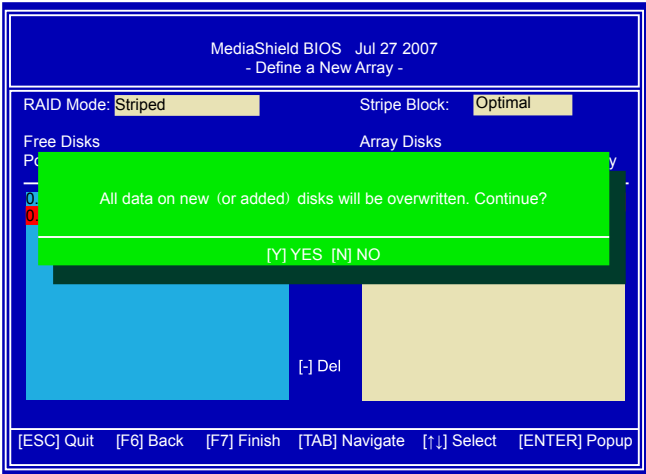 MediaShield BIOS Jul 27 2007
- Define a New Array -
RAID Mode: Striped Stripe Block: Optimal
Free Disks Array Disks
All data on new (or added) disks will be overwritten. Continue?
[Y] YES [N] NO
[-] Del
[ESC] Quit [F6] Back [F7] Finish [TAB] Navigate [↑↓] Select [ENTER] Popup